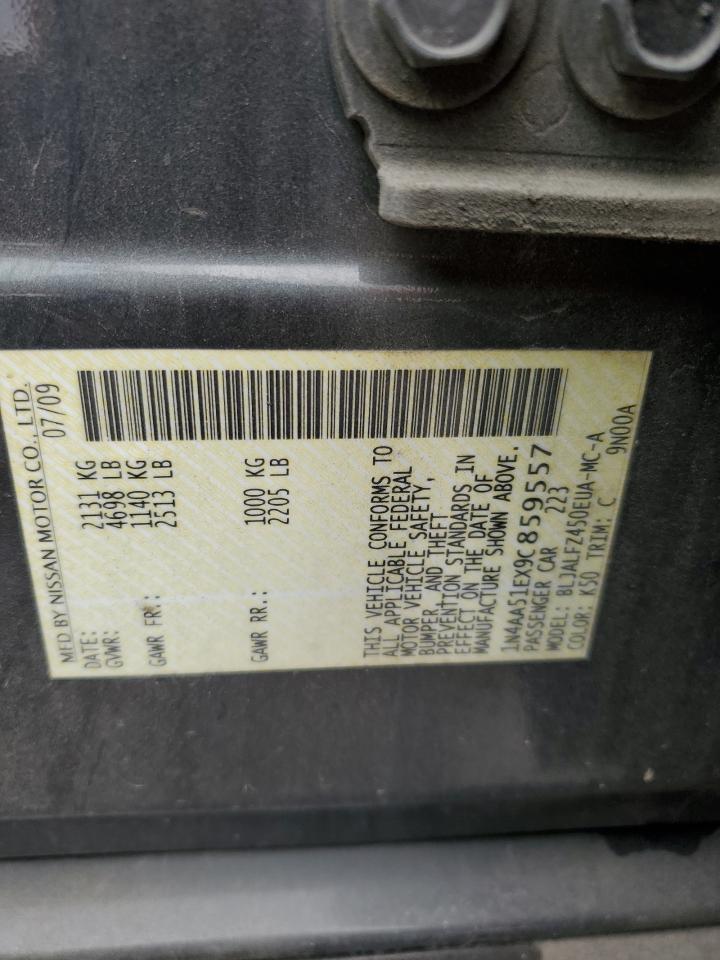 MFD BY NISSAN MOTOR CO., LTD.
DATE: 07/09
GVWR: 2131 KG
4698 LB
GAWR FR.: 1140 KG
2513 LB
GAWR RR.: 1000 KG
2205 LB
THIS VEHICLE CONFORMS TO
ALL APPLICABLE FEDERAL
MOTOR VEHICLE SAFETY,
BUMPER, AND THEFT
PREVENTION STANDARDS IN
EFFECT ON THE DATE OF
MANUFACTURE SHOWN ABOVE.
1N4AA51EX9C859557
PASSENGER CAR 223
MODEL: BLJALFZ450EUA-MC-A
COLOR: K50 TRIM: C 9N00A